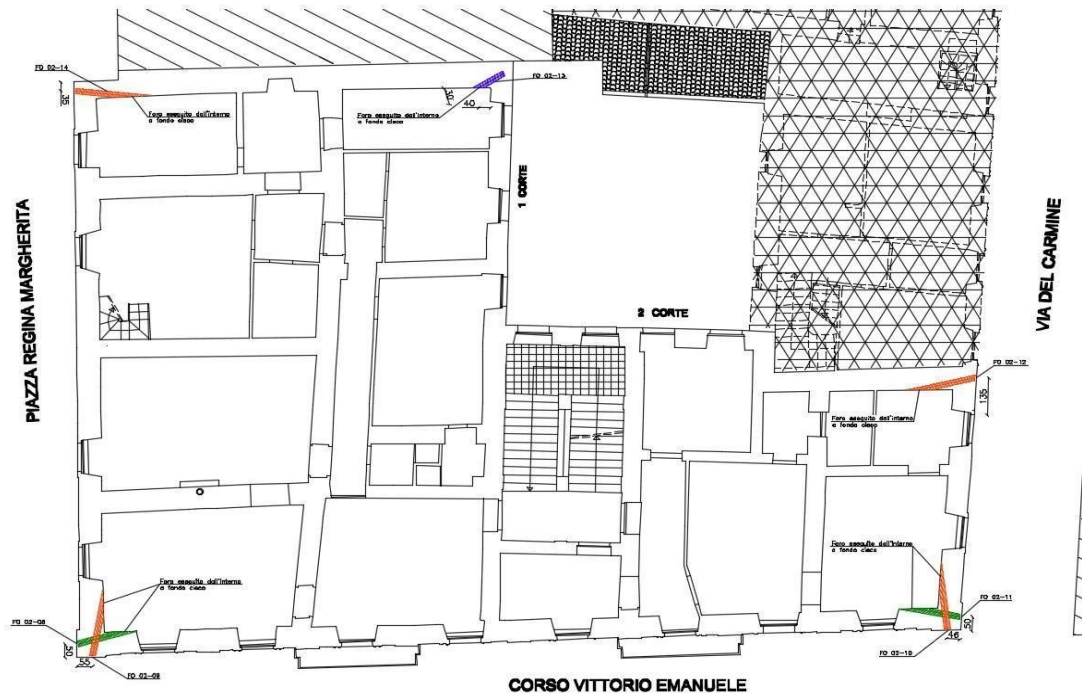 FO 02-14
35
Foro eseguito dall'interno
a fondo cieco
FO 02-13
30
40
Foro eseguito dall'interno
a fondo cieco
1 CORTE
PIAZZA REGINA MARGHERITA
VIA DEL CARMINE
2 CORTE
FO 02-12
135
Foro eseguito dall'interno
a fondo cieco
Foro eseguito dall'interno
a fondo cieco
Foro eseguito dall'interno
a fondo cieco
FO 02-08
50
55
FO 02-09
FO 02-11
50
46
FO 02-10
CORSO VITTORIO EMANUELE